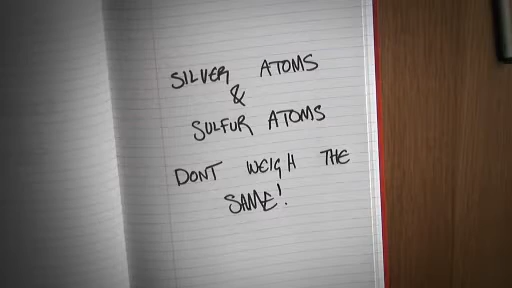 SILVER ATOMS
&
SULFUR ATOMS
DONT WEIGH THE
SAME!